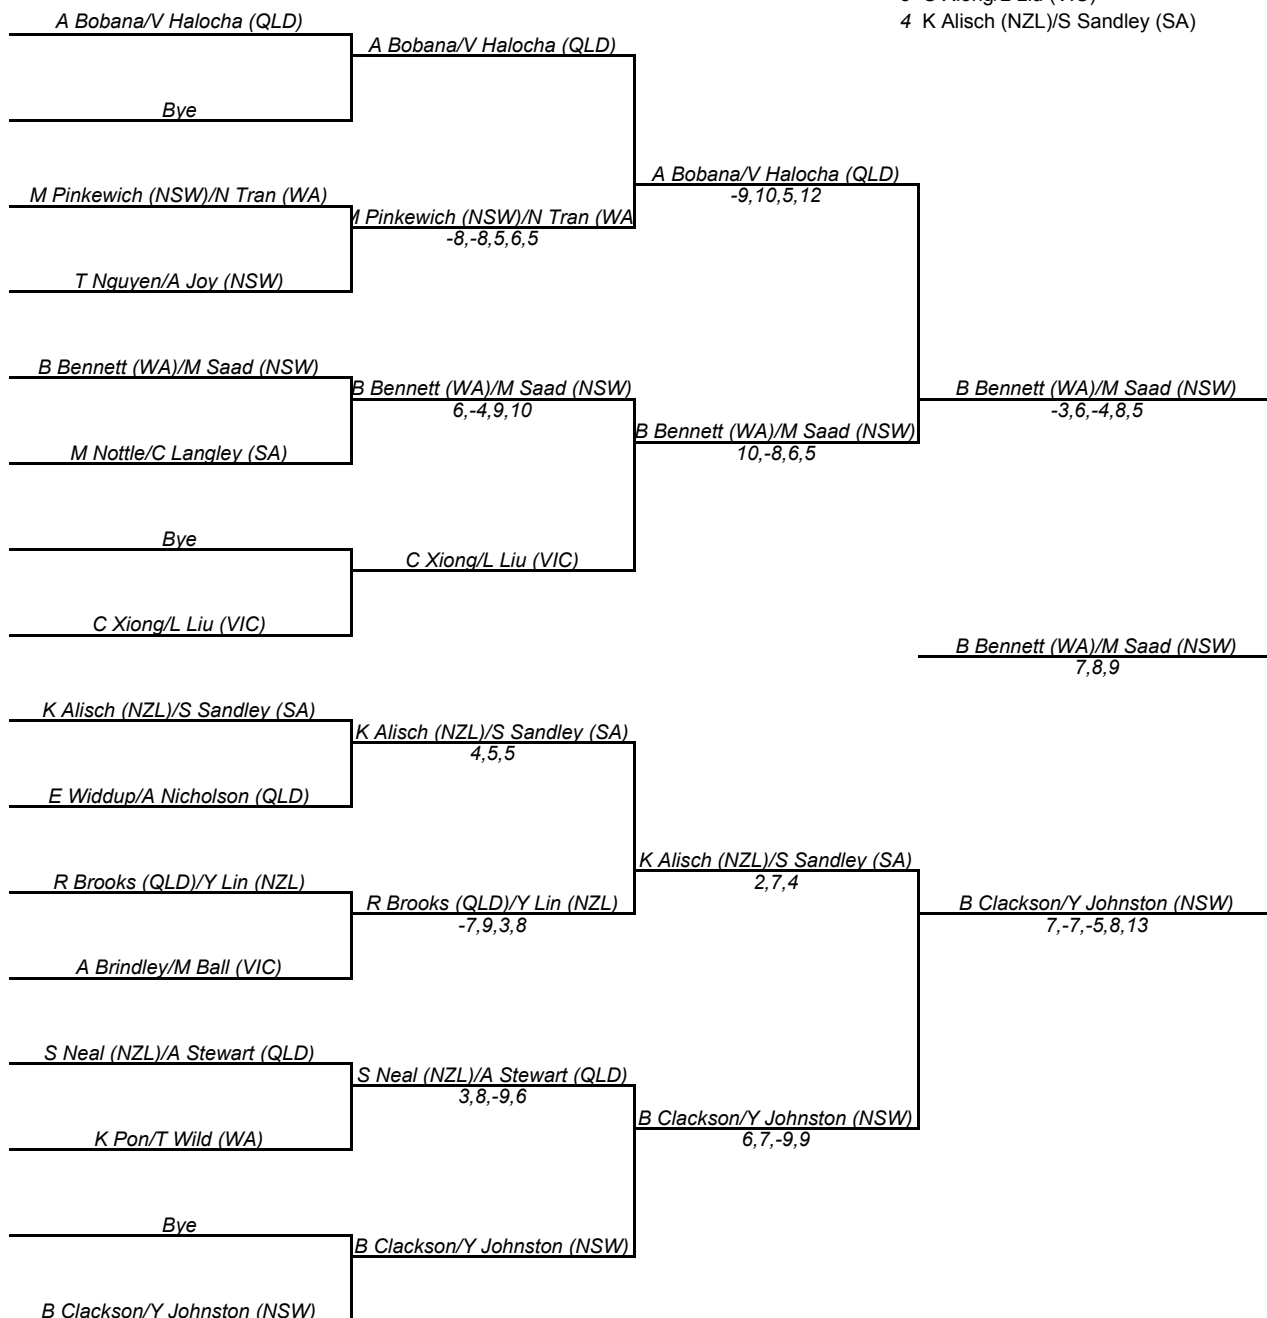 4 K Alisch (NZL)/S Sandley (SA)
A Bobana/V Halocha (QLD)
A Bobana/V Halocha (QLD)
Bye
A Bobana/V Halocha (QLD)
-9,10,5,12
M Pinkewich (NSW)/N Tran (WA)
Pinkewich (NSW)/N Tran (WA
-8,-8,5,6,5
T Nguyen/A Joy (NSW)
B Bennett (WA)/M Saad (NSW)
B Bennett (WA)/M Saad (NSW)
6,-4,9,10
B Bennett (WA)/M Saad (NSW)
-3,6,-4,8,5
M Nottle/C Langley (SA)
B Bennett (WA)/M Saad (NSW)
10,-8,6,5
Bye
C Xiong/L Liu (VIC)
C Xiong/L Liu (VIC)
B Bennett (WA)/M Saad (NSW)
7,8,9
K Alisch (NZL)/S Sandley (SA)
K Alisch (NZL)/S Sandley (SA)
4,5,5
E Widdup/A Nicholson (QLD)
K Alisch (NZL)/S Sandley (SA)
2,7,4
R Brooks (QLD)/Y Lin (NZL)
R Brooks (QLD)/Y Lin (NZL)
-7,9,3,8
B Clackson/Y Johnston (NSW)
7,-7,-5,8,13
A Brindley/M Ball (VIC)
S Neal (NZL)/A Stewart (QLD)
S Neal (NZL)/A Stewart (QLD)
3,8,-9,6
K Pon/T Wild (WA)
B Clackson/Y Johnston (NSW)
6,7,-9,9
Bye
B Clackson/Y Johnston (NSW)
B Clackson/Y Johnston (NSW)